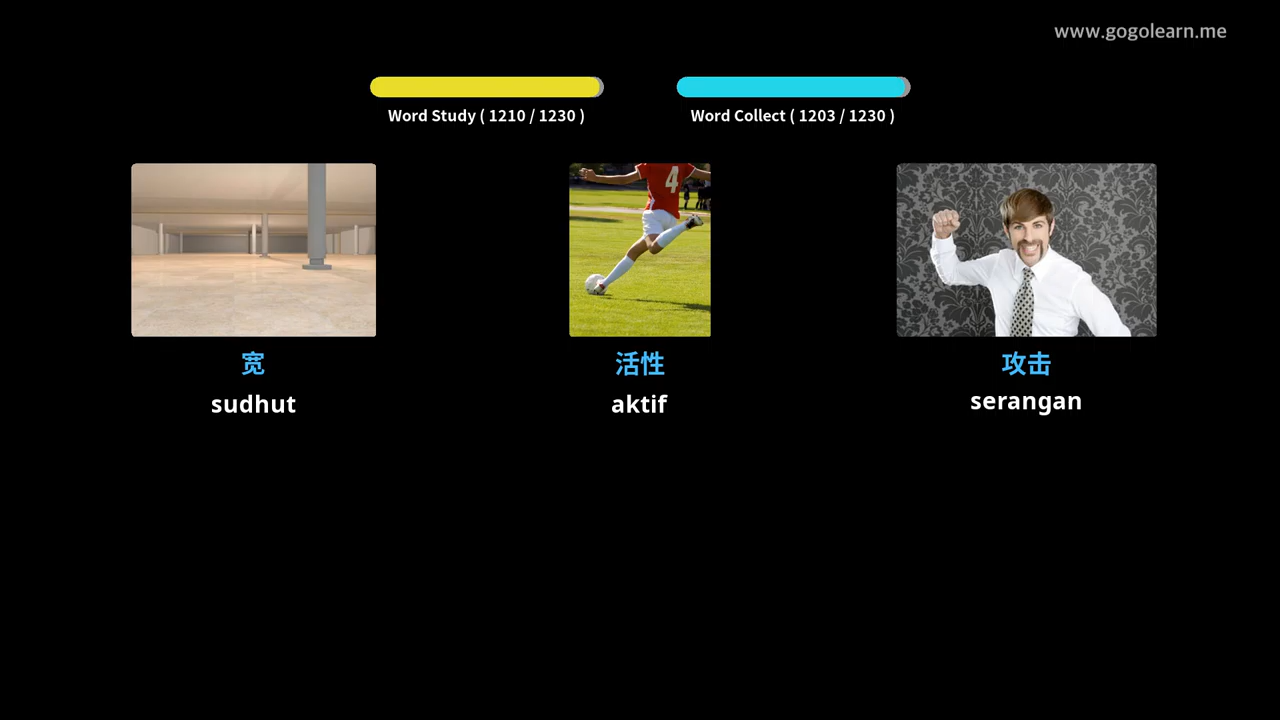 www.gogolearn.me
Word Study ( 1210 / 1230 )
Word Collect ( 1203 / 1230 )
4
宽
活性
攻击
sudhut
aktif
serangan